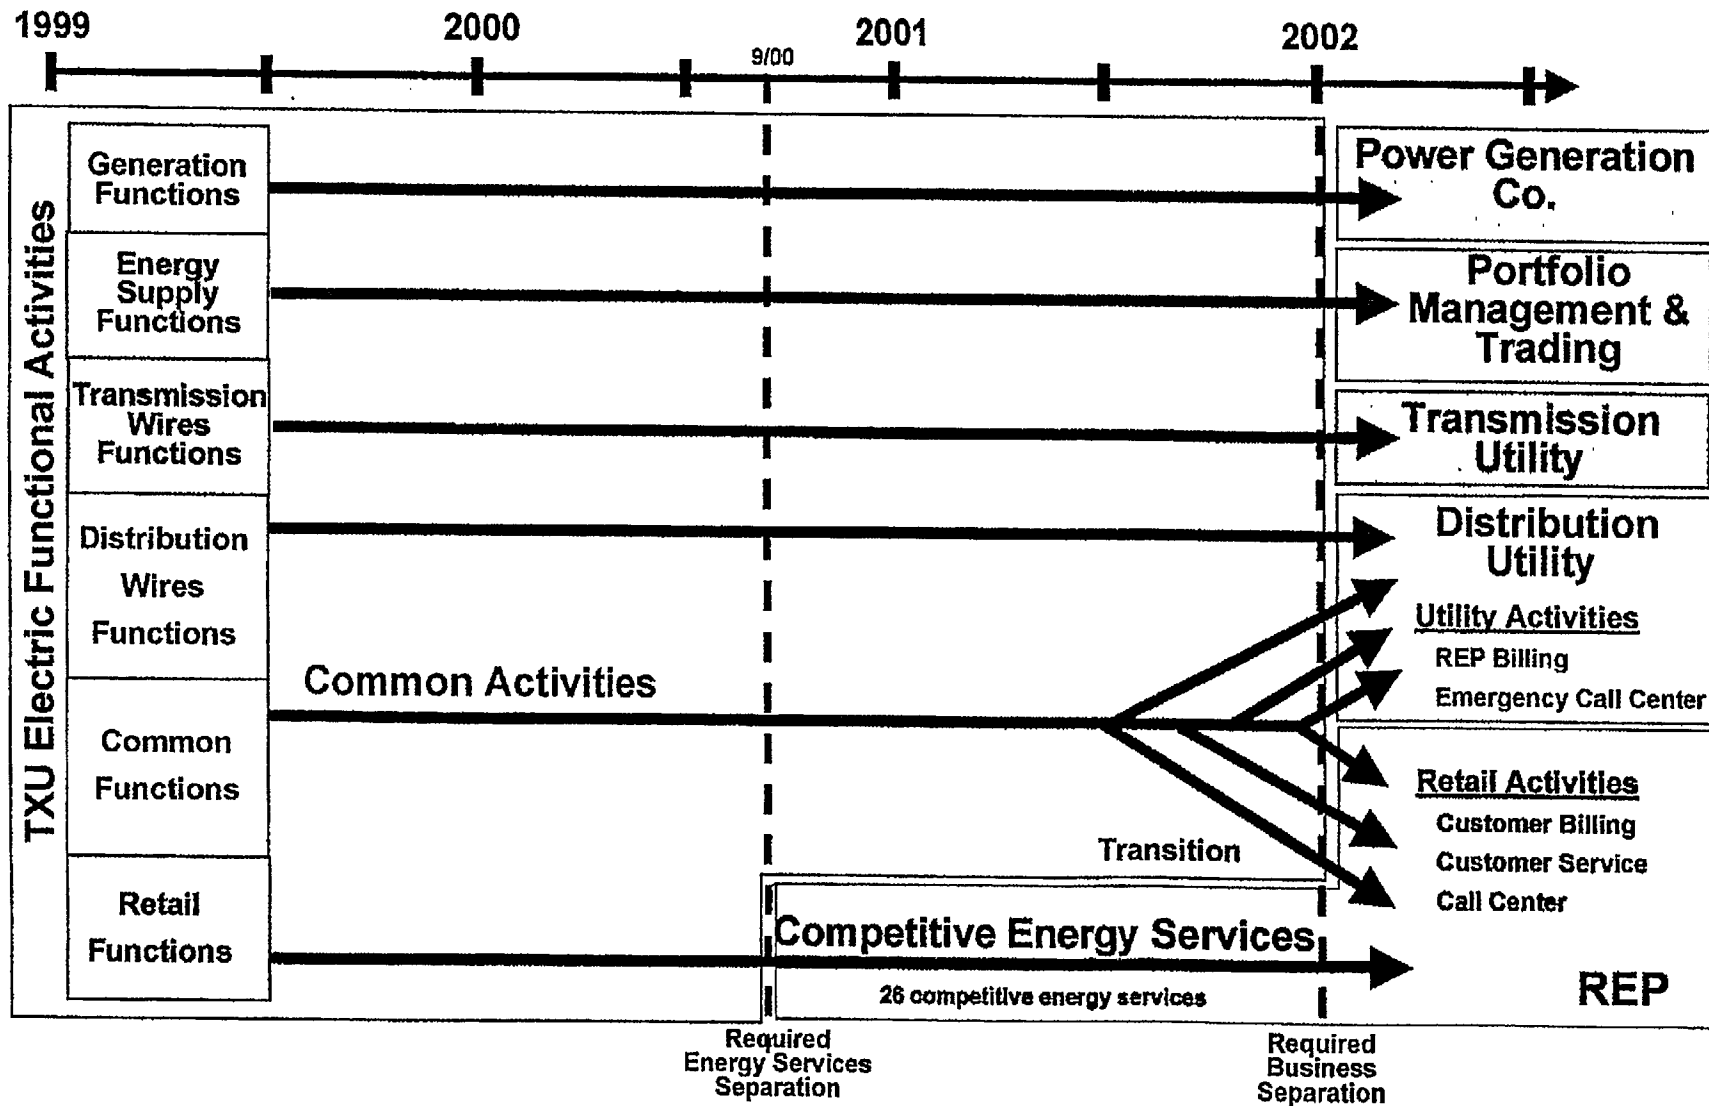 1999
2000
2001
2002
9/00
TXU Electric Functional Activities
Generation
Functions
Energy
Supply
Functions
Transmission
Wires
Functions
Distribution
Wires
Functions
Common
Functions
Retail
Functions
Common Activities
Transition
Competitive Energy Services
26 competitive energy services
Power Generation
Co.
Portfolio
Management &
Trading
Transmission
Utility
Distribution
Utility
Utility Activities
REP Billing
Emergency Call Center
Retail Activities
Customer Billing
Customer Service
Call Center
REP
Required
Energy Services
Separation
Required
Business
Separation